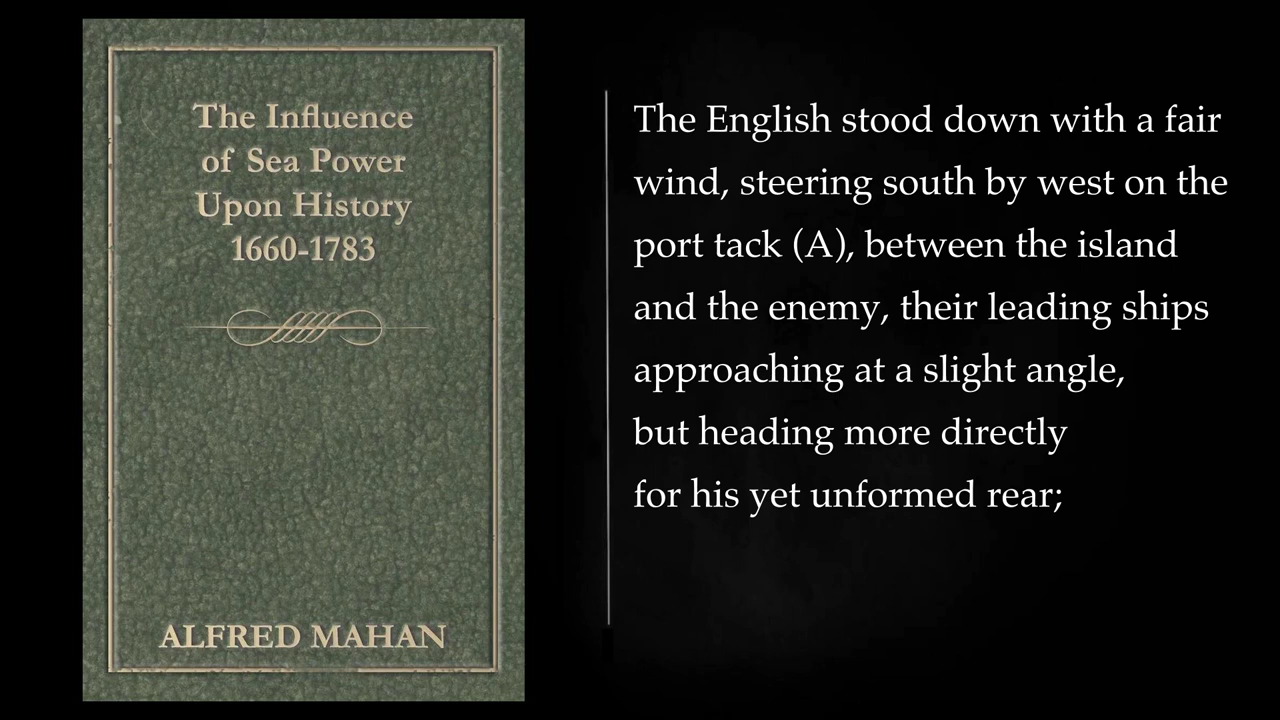 The Influence
of Sea Power
Upon History
1660-1783
ALFRED MAHAN
The English stood down with a fair
wind, steering south by west on the
port tack (A), between the island
and the enemy, their leading ships
approaching at a slight angle,
but heading more directly
for his yet unformed rear;